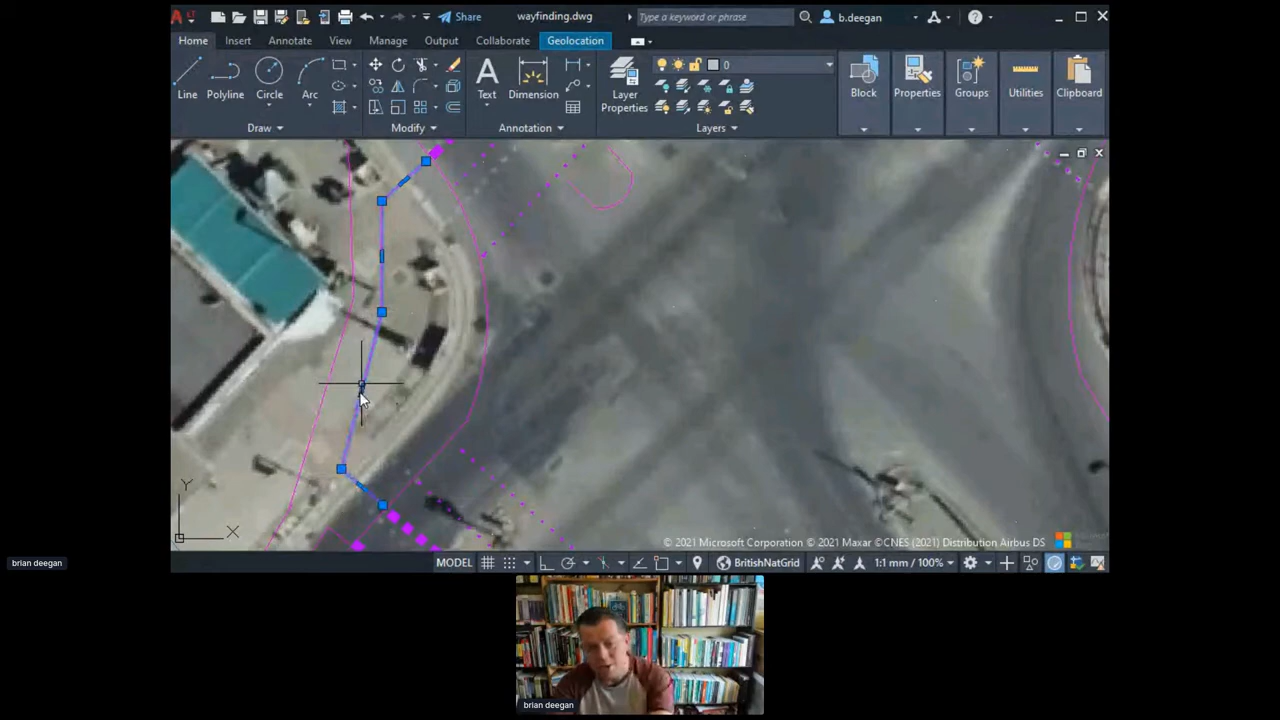 Share
wayfinding.dwg
Type a keyword or phrase
b.deegan
Home
Insert
Annotate
View
Manage
Output
Collaborate
Geolocation
Line
Polyline
Circle
Arc
Text
Dimension
Layer
Properties
0
Block
Properties
Groups
Utilities
Clipboard
Draw
Modify
Annotation
Layers
Y
X
© 2021 Microsoft Corporation © 2021 Maxar ©CNES (2021) Distribution Airbus DS
MODEL
BritishNatGrid
1:1 mm / 100%
brian deegan
brian deegan